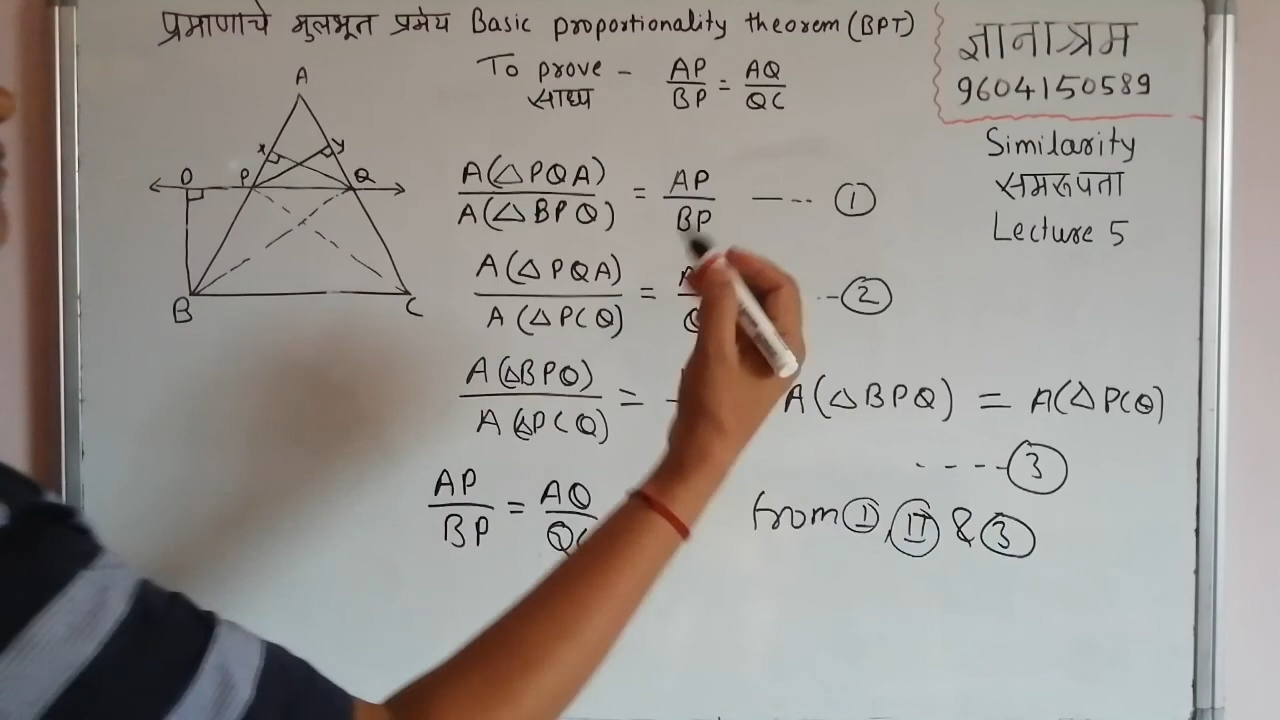 प्रमाणाचे मुलभूत प्रमेय Basic proportionality theorem (BPT)
ज्ञानाश्रम
9604150589
To prove - AP/BP = AQ/QC
साध्य
Similarity
समरूपता
Lecture 5
A
x y
D P Q
B C
A(△PQA)/A(△BPQ) = AP/BP —-- ①
A(△PQA)/A(△PCQ) = --②
A(△BPQ)/A(△PCQ) = A(△BPQ) = A(△PCQ)
----③
AP/BP = AQ/QC from ①, Ⅱ & ③